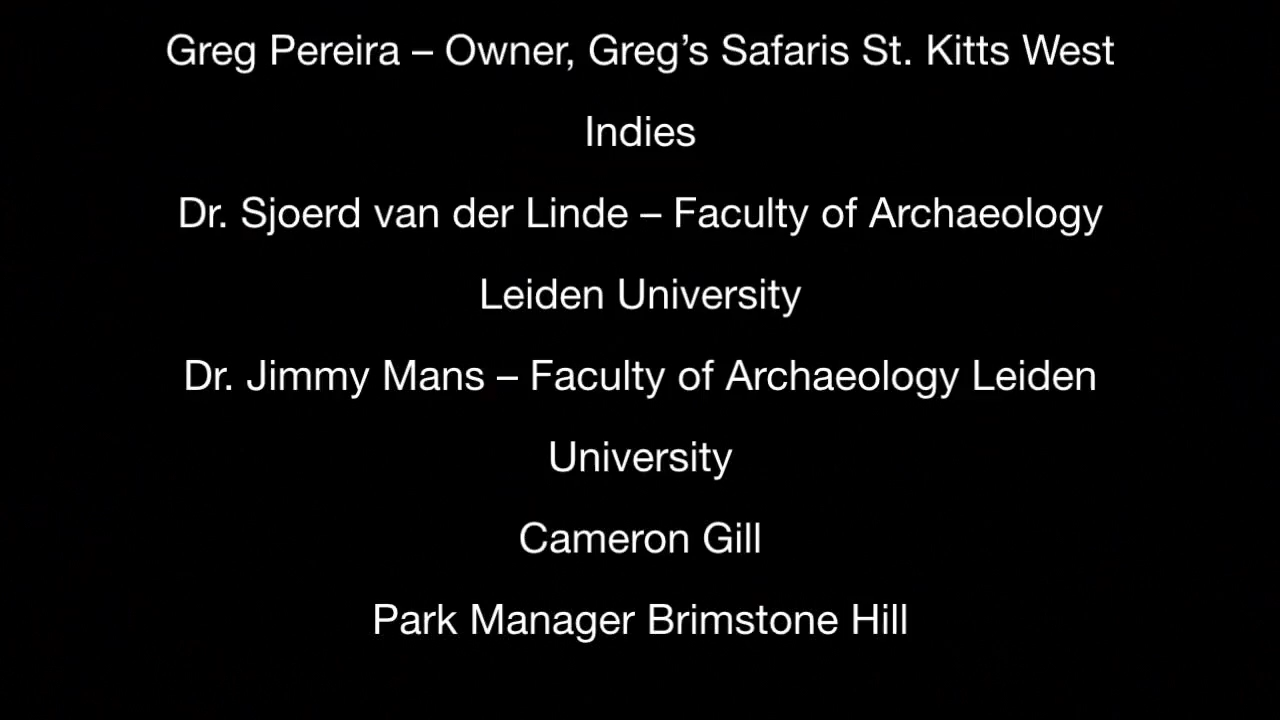 Greg Pereira – Owner, Greg’s Safaris St. Kitts West
Indies
Dr. Sjoerd van der Linde – Faculty of Archaeology
Leiden University
Dr. Jimmy Mans – Faculty of Archaeology Leiden
University
Cameron Gill
Park Manager Brimstone Hill